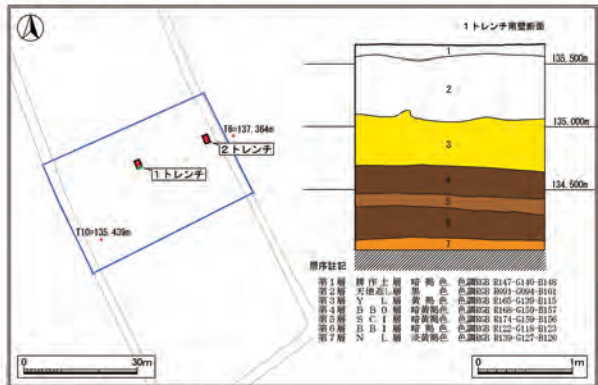 1トレンチ南壁断面
135.500m
135.000m
134.500m
1
2
3
4
5
6
7
T6=137.364m
2トレンチ
1トレンチ
T10=135.439m
層序註記
第1層 耕作土層 暗褐色 色調RGB R147-G140-B148
第2層 天地返し層 黒色 色調RGB R091-G094-B101
第3層 YL層 黄褐色 色調RGB R165-G139-B115
第4層 BB0層 暗黄褐色 色調RGB R168-G159-B157
第5層 SCI層 暗黄褐色 色調RGB R174-G159-B156
第6層 BBI層 暗褐色 色調RGB R122-G118-B123
第7層 NL層 淡黄褐色 色調RGB R139-G127-B120
0 30m
0 1m